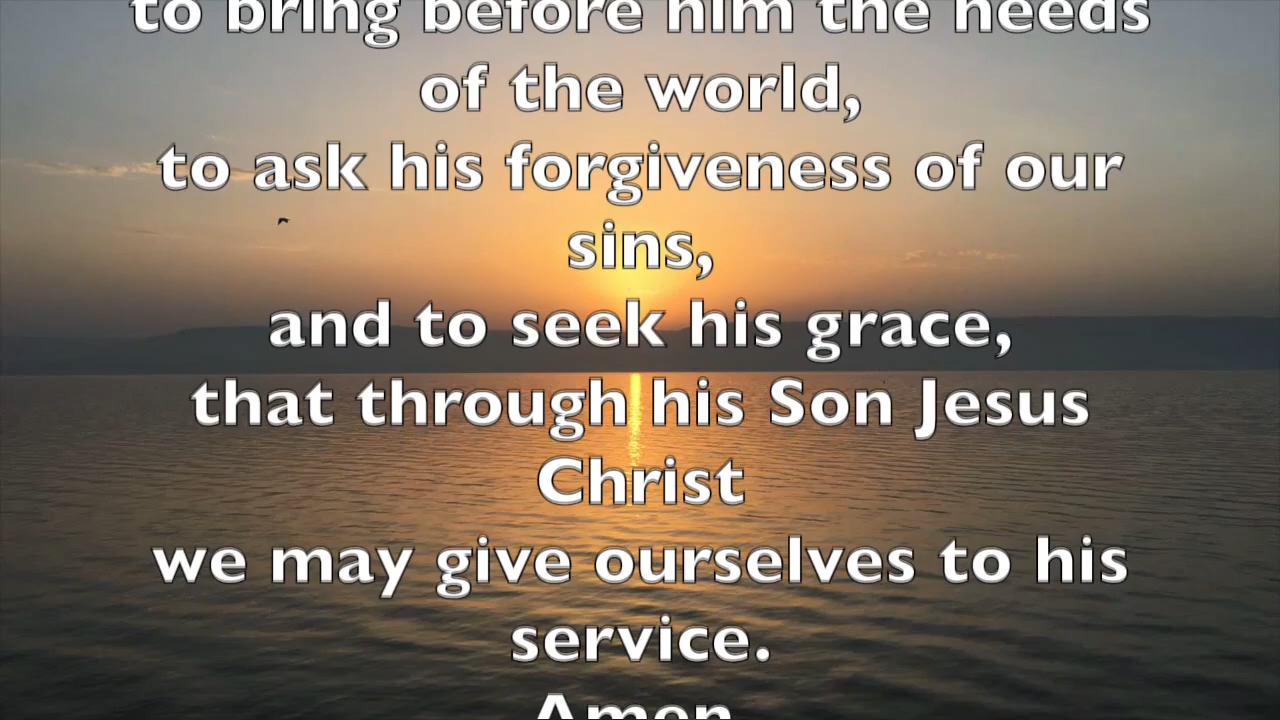 to bring before him the needs
of the world,
to ask his forgiveness of our
sins,
and to seek his grace,
that through his Son Jesus
Christ
we may give ourselves to his
service.
Amen